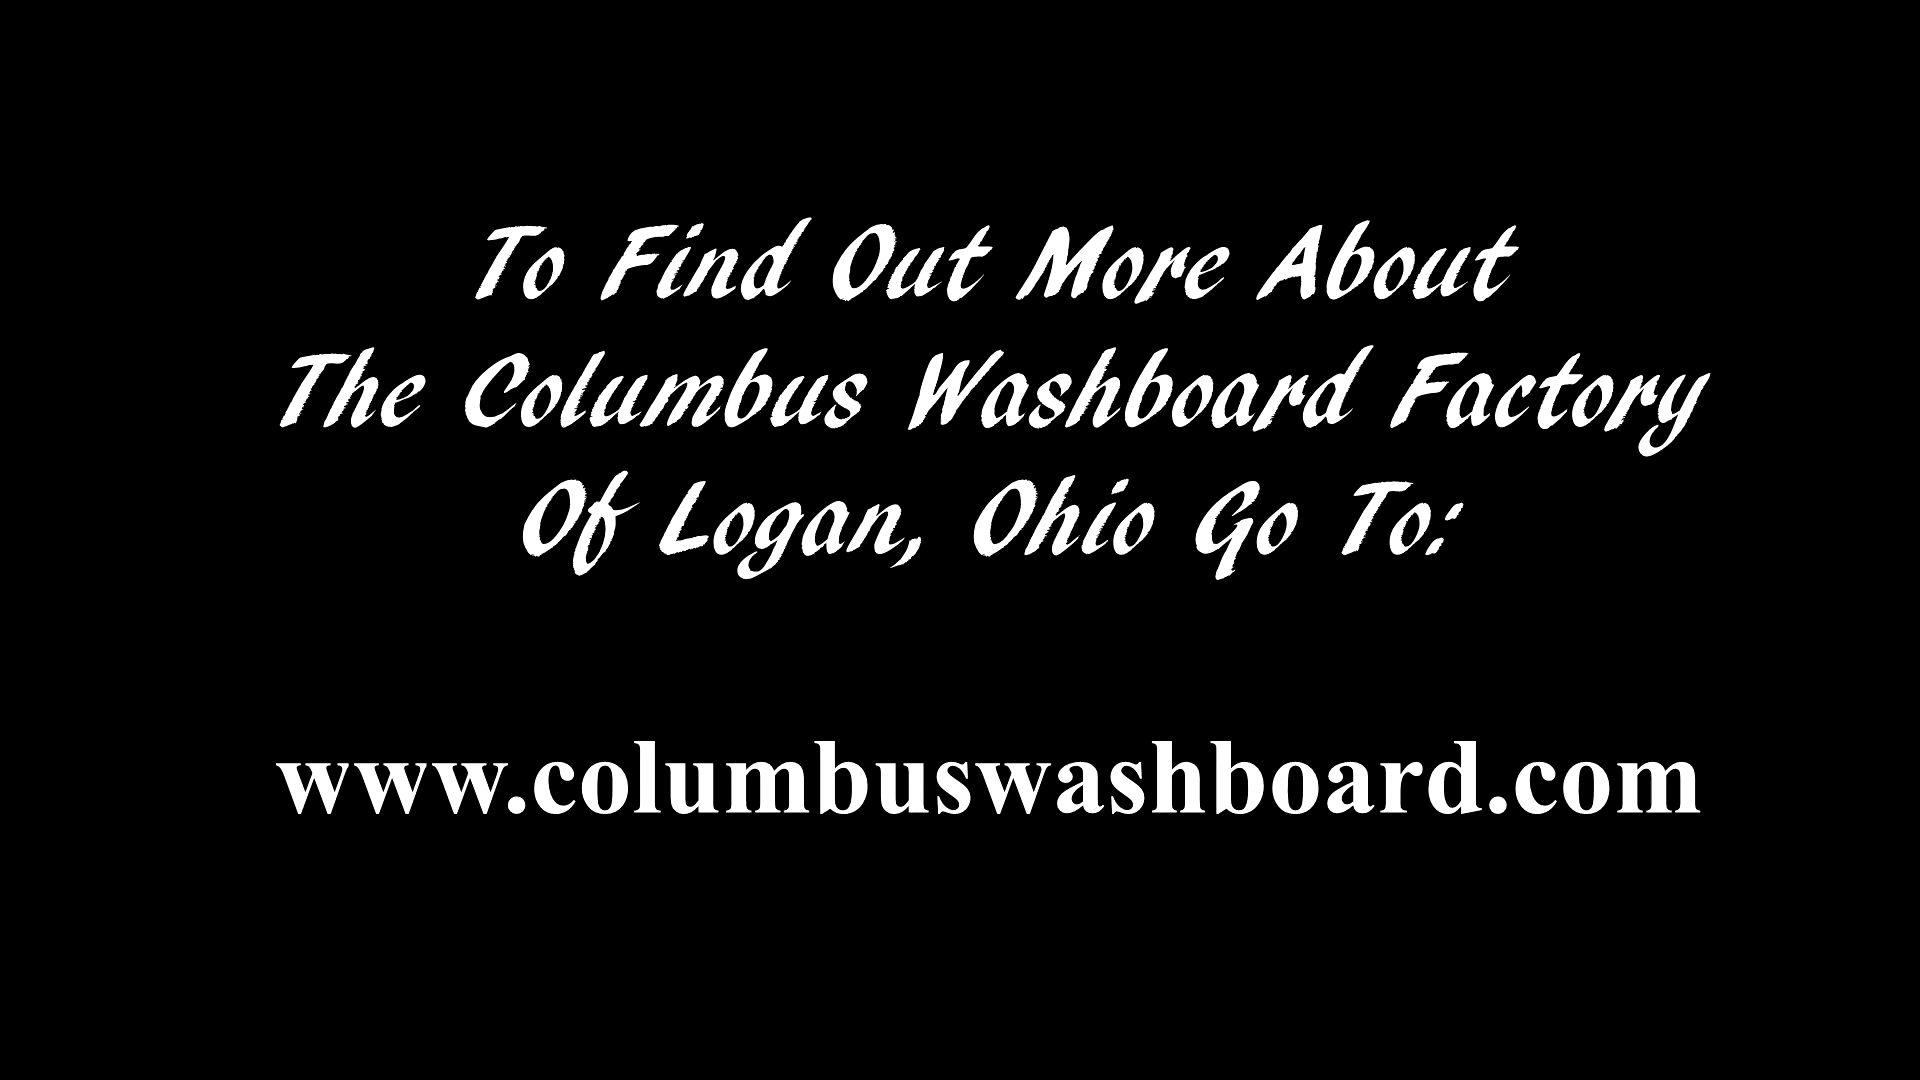 To Find Out More About
The Columbus Washboard Factory
Of Logan, Ohio Go To:
www.columbuswashboard.com